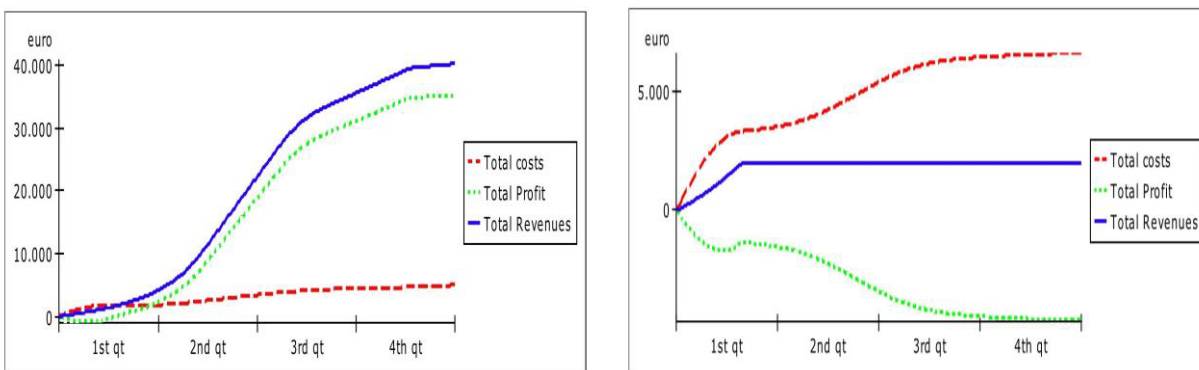 euro
40.000
30.000
20.000
10.000
0
1st qt 2nd qt 3rd qt 4th qt
Total costs
Total Profit
Total Revenues
euro
5.000
0
1st qt 2nd qt 3rd qt 4th qt
Total costs
Total Profit
Total Revenues